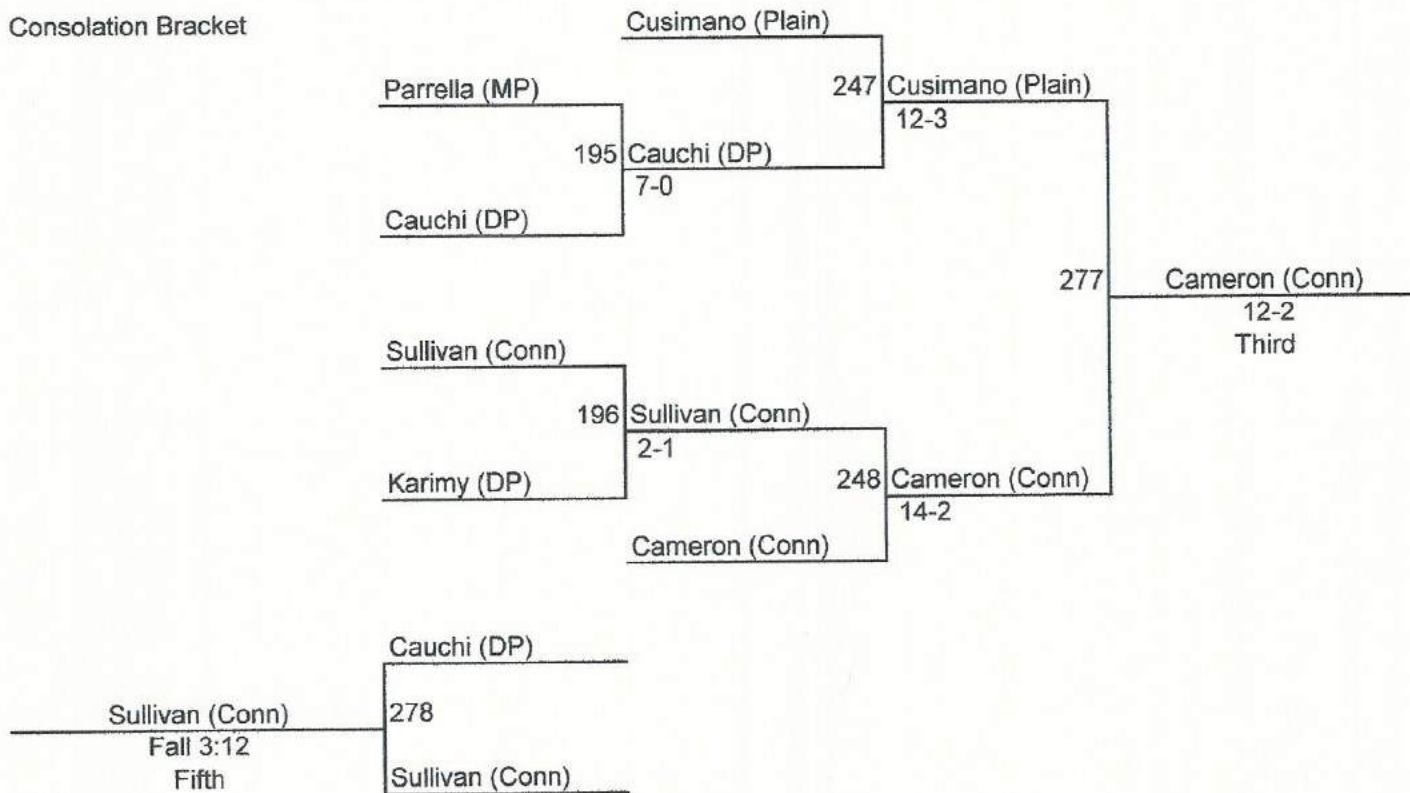 Consolation Bracket
Cusimano (Plain)
Parrella (MP)
247 Cusimano (Plain)
12-3
195 Cauchi (DP)
7-0
Cauchi (DP)
277 Cameron (Conn)
12-2
Third
Sullivan (Conn)
196 Sullivan (Conn)
2-1
Karimy (DP)
248 Cameron (Conn)
14-2
Cameron (Conn)
Cauchi (DP)
Sullivan (Conn) 278
Fall 3:12
Fifth
Sullivan (Conn)